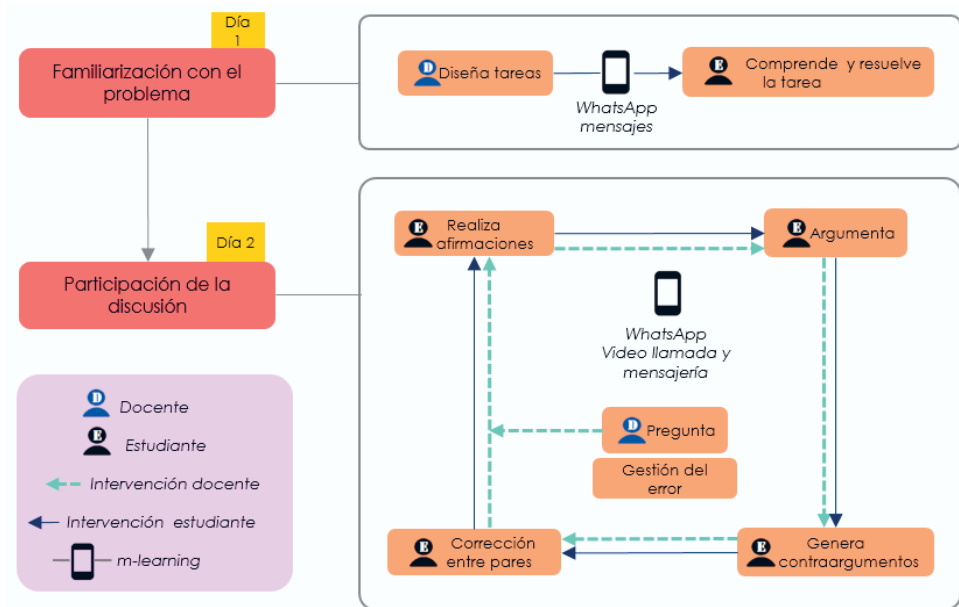 Día
1
Familiarización con el
problema
D
Diseña tareas
WhatsApp
mensajes
E
Comprende y resuelve
la tarea
Día 2
Participación de la
discusión
E
Realiza
afirmaciones
E
Argumenta
WhatsApp
Video llamada y
mensajería
D
Pregunta
Gestión del
error
E
Corrección
entre pares
E
Genera
contraargumentos
D
Docente
E
Estudiante
Intervención docente
Intervención estudiante
m-learning